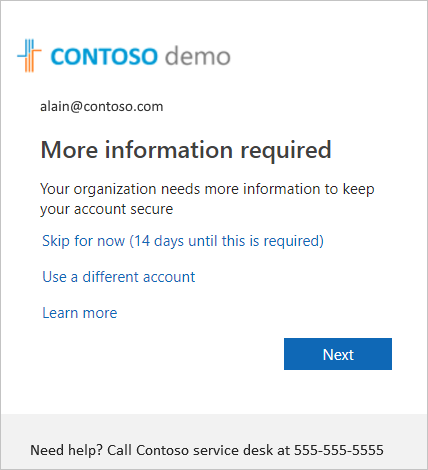 CONTOSO demo
alain@contoso.com
More information required
Your organization needs more information to keep
your account secure
Skip for now (14 days until this is required)
Use a different account
Learn more
Next
Need help? Call Contoso service desk at 555-555-5555